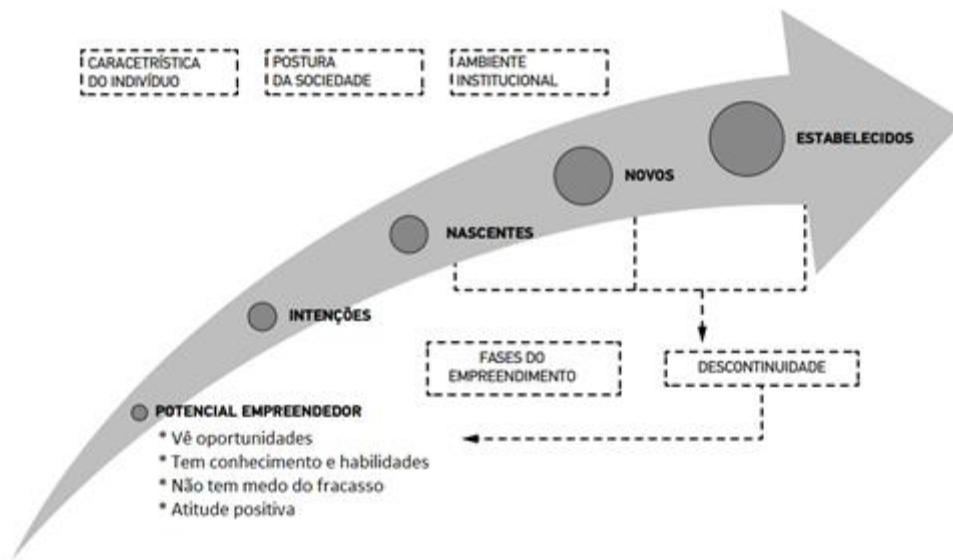 CARACETRÍSTICA
DO INDIVÍDUO
POSTURA
DA SOCIEDADE
AMBIENTE
INSTITUCIONAL
ESTABELECIDOS
NOVOS
NASCENTES
INTENÇÕES
FASES DO
EMPREENDIMENTO
DESCONTINUIDADE
POTENCIAL EMPREENDEDOR
* Vê oportunidades
* Tem conhecimento e habilidades
* Não tem medo do fracasso
* Atitude positiva